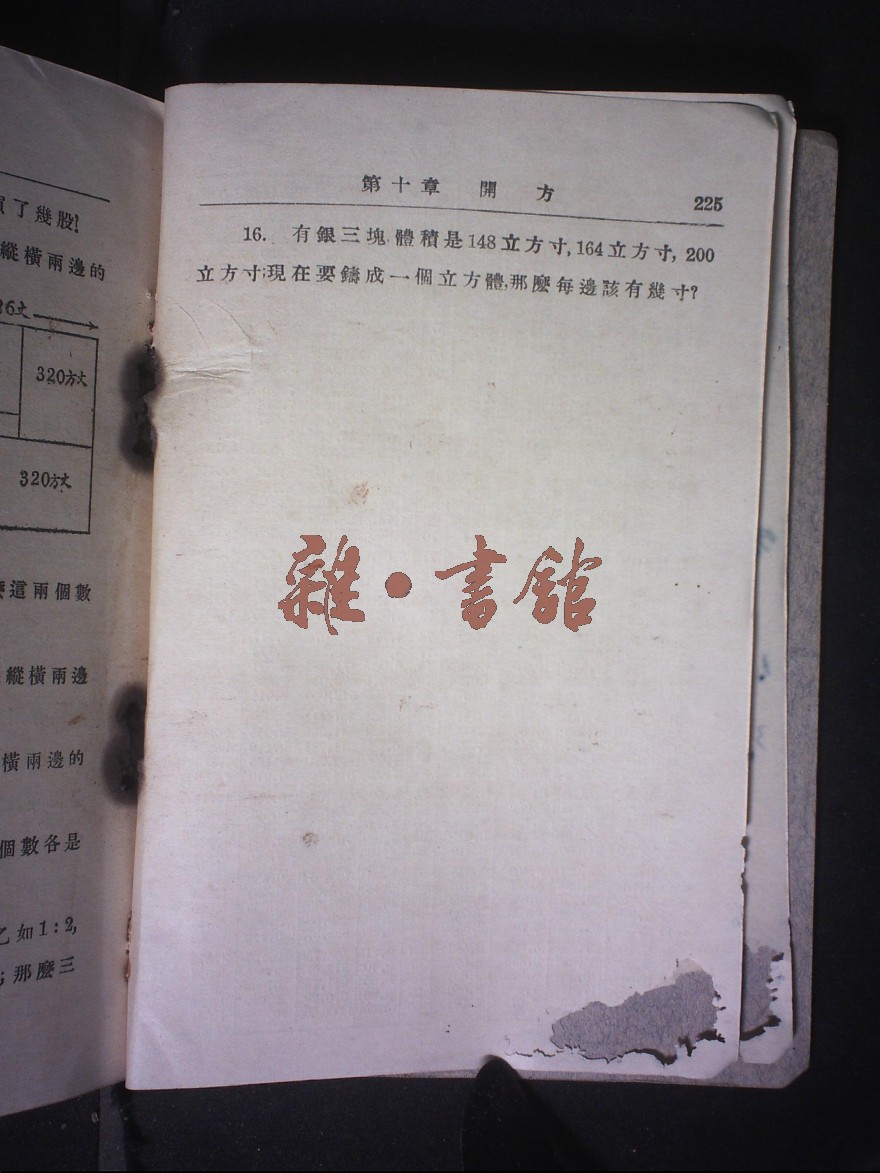 買了幾股?
縱橫兩邊的
36丈
320方丈
320方丈
這兩個數
縱橫兩邊
橫兩邊的
個數各是
乙如1:2,
; 那麼三
第十章 開方 225
16. 有銀三塊,體積是148立方寸,164立方寸, 200
立方寸;現在要鑄成一個立方體,那麼每邊該有幾寸?
雜•書館